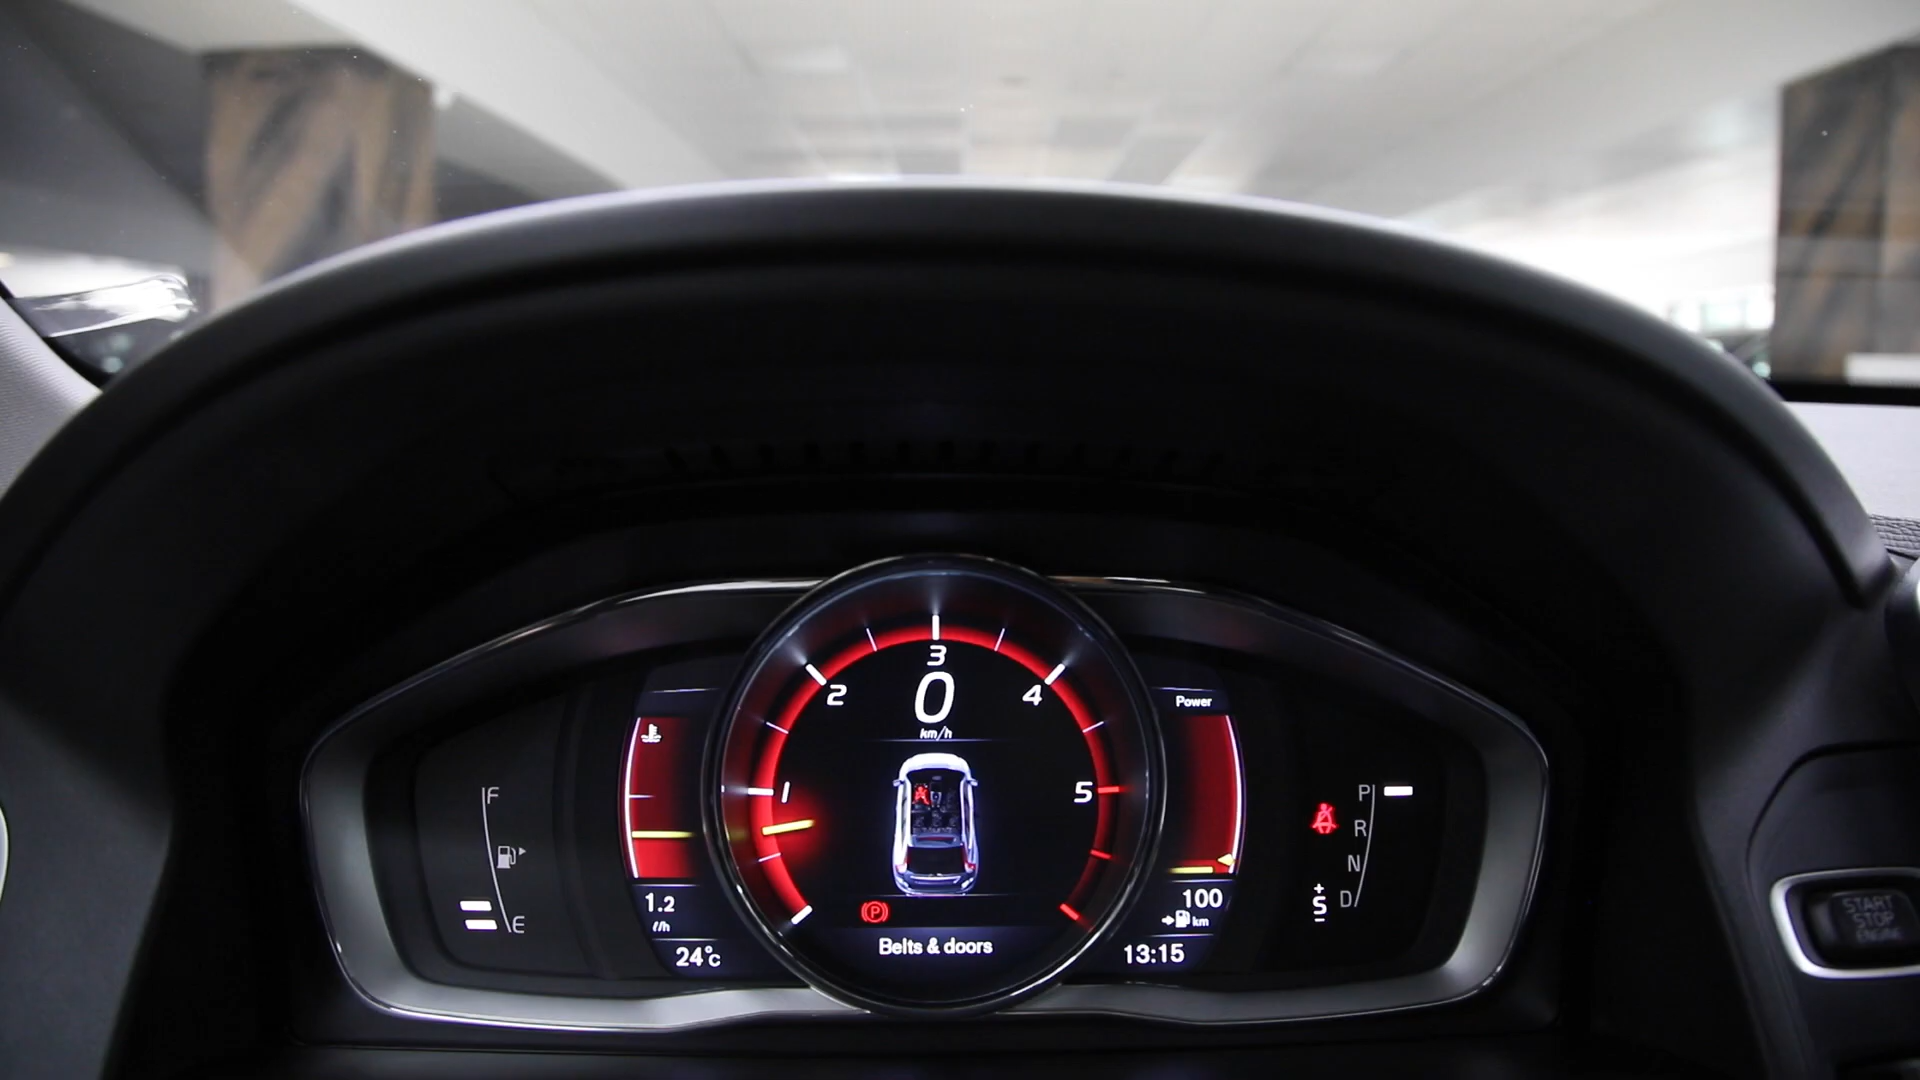 3
2
4
0
km/h
Power
1
5
F
E
P
R
N
D
+
S
-
1.2
ℓ/h
100
km
24°C
P
Belts & doors
13:15
START
STOP
ENGINE